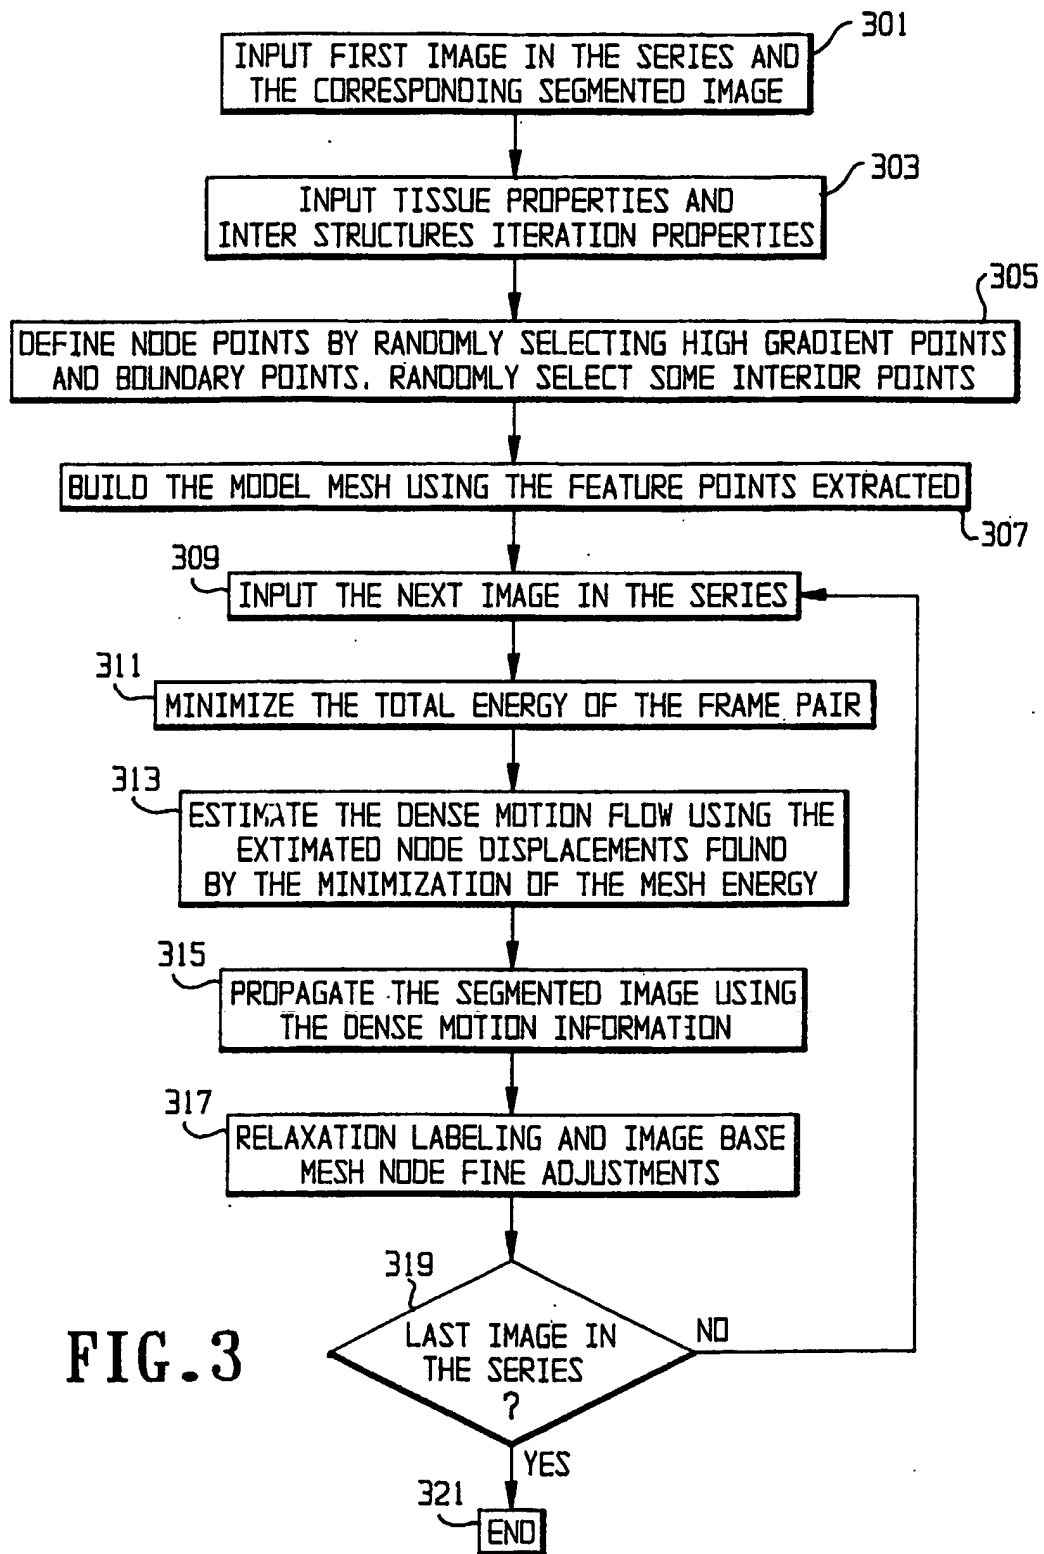 301
INPUT FIRST IMAGE IN THE SERIES AND
THE CORRESPONDING SEGMENTED IMAGE
303
INPUT TISSUE PROPERTIES AND
INTER STRUCTURES ITERATION PROPERTIES
305
DEFINE NODE POINTS BY RANDOMLY SELECTING HIGH GRADIENT POINTS
AND BOUNDARY POINTS. RANDOMLY SELECT SOME INTERIOR POINTS
BUILD THE MODEL MESH USING THE FEATURE POINTS EXTRACTED
307
309
INPUT THE NEXT IMAGE IN THE SERIES
311
MINIMIZE THE TOTAL ENERGY OF THE FRAME PAIR
313
ESTIMATE THE DENSE MOTION FLOW USING THE
EXTIMATED NODE DISPLACEMENTS FOUND
BY THE MINIMIZATION OF THE MESH ENERGY
315
PROPAGATE THE SEGMENTED IMAGE USING
THE DENSE MOTION INFORMATION
317
RELAXATION LABELING AND IMAGE BASE
MESH NODE FINE ADJUSTMENTS
319
LAST IMAGE IN
THE SERIES
?
NO
FIG.3
YES
321
END